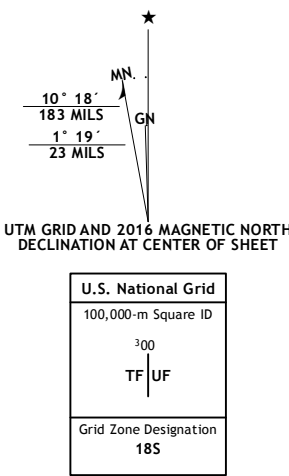 MN
10° 18´
183 MILS
GN
1° 19´
23 MILS
UTM GRID AND 2016 MAGNETIC NORTH
DECLINATION AT CENTER OF SHEET
U.S. National Grid
100,000-m Square ID
³00
TF UF
Grid Zone Designation
18S